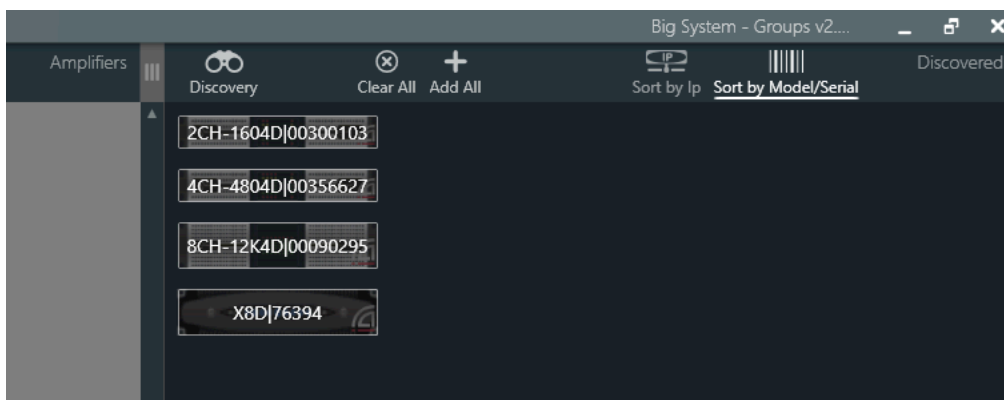 Big System - Groups v2....
Amplifiers
Discovery
Clear All
Add All
IP
Sort by Ip
Sort by Model/Serial
Discovered
2CH-1604D|00300103
4CH-4804D|00356627
8CH-12K4D|00090295
X8D|76394